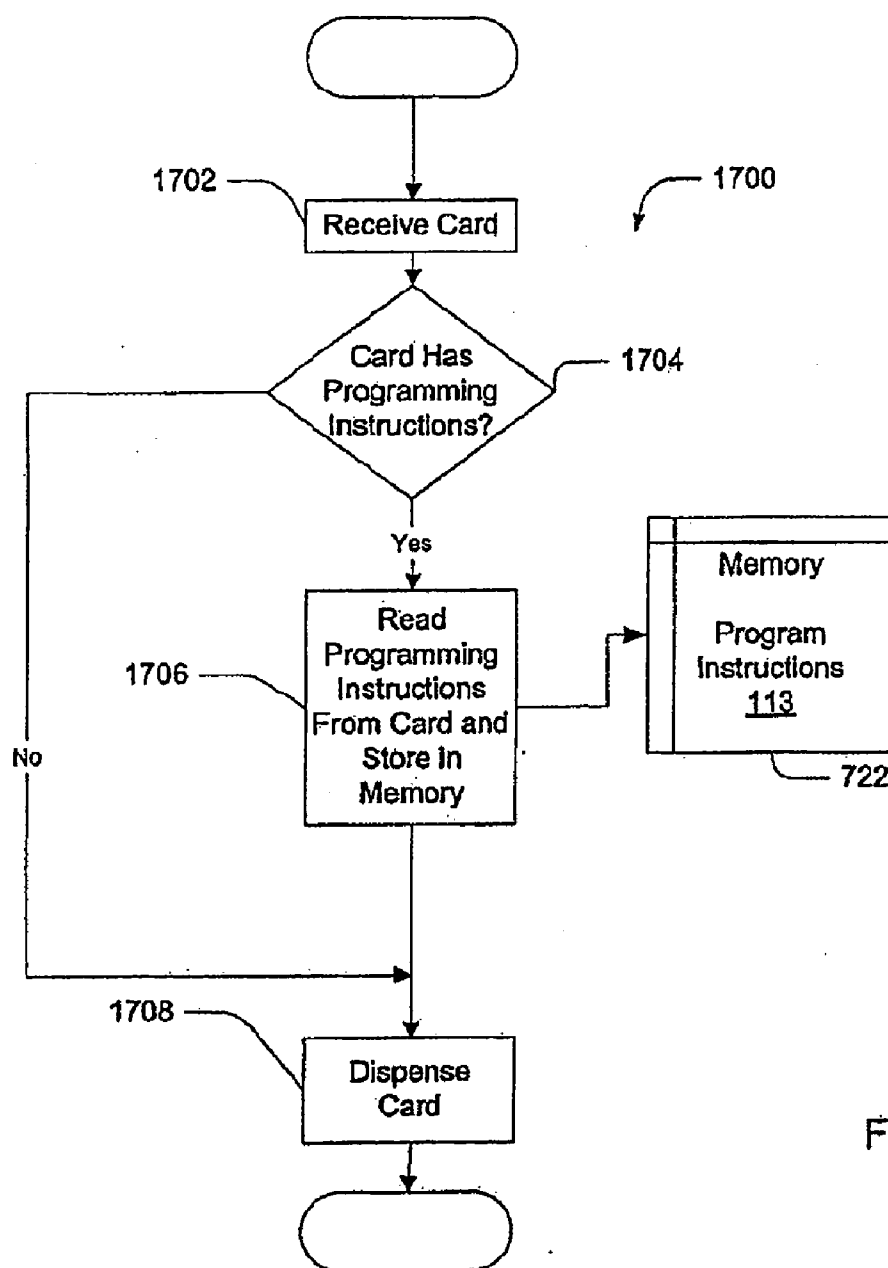 1702
Receive Card
1700
Card Has
Programming
Instructions?
1704
Yes
No
1706
Read
Programming
Instructions
From Card and
Store in
Memory
Memory
Program
Instructions
113
722
1708
Dispense
Card
F